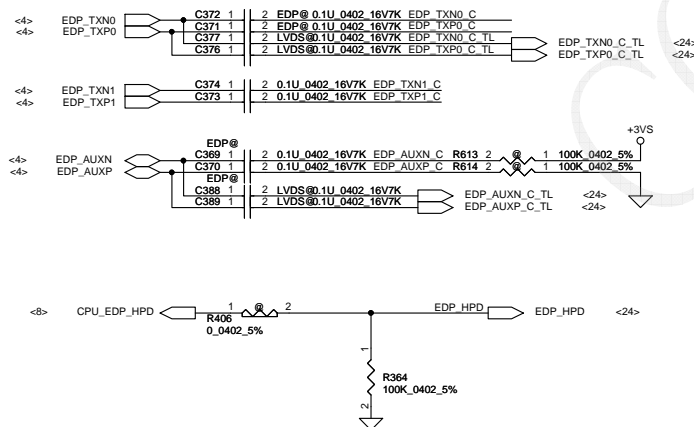 C372 1 2 EDP@ 0.1U_0402_16V7K EDP_TXN0_C
<4> EDP_TXN0
C371 1 2 EDP@ 0.1U_0402_16V7K EDP_TXP0_C
<4> EDP_TXP0
C377 1 2 LVDS@0.1U_0402_16V7K EDP_TXN0_C_TL EDP_TXN0_C_TL <24>
C376 1 2 LVDS@0.1U_0402_16V7K EDP_TXP0_C_TL EDP_TXP0_C_TL <24>
<4> EDP_TXN1 C374 1 2 0.1U_0402_16V7K EDP_TXN1_C
<4> EDP_TXP1 C373 1 2 0.1U_0402_16V7K EDP_TXP1_C
+3VS
EDP@
<4> EDP_AUXN C369 1 2 0.1U_0402_16V7K EDP_AUXN_C R613 2 @ 1 100K_0402_5%
<4> EDP_AUXP C370 1 2 0.1U_0402_16V7K EDP_AUXP_C R614 2 @ 1 100K_0402_5%
EDP@
C388 1 2 LVDS@0.1U_0402_16V7K EDP_AUXN_C_TL <24>
C389 1 2 LVDS@0.1U_0402_16V7K EDP_AUXP_C_TL <24>
<8> CPU_EDP_HPD 1 @ 2 EDP_HPD EDP_HPD <24>
R406
0_0402_5%
1
R364
100K_0402_5%
2